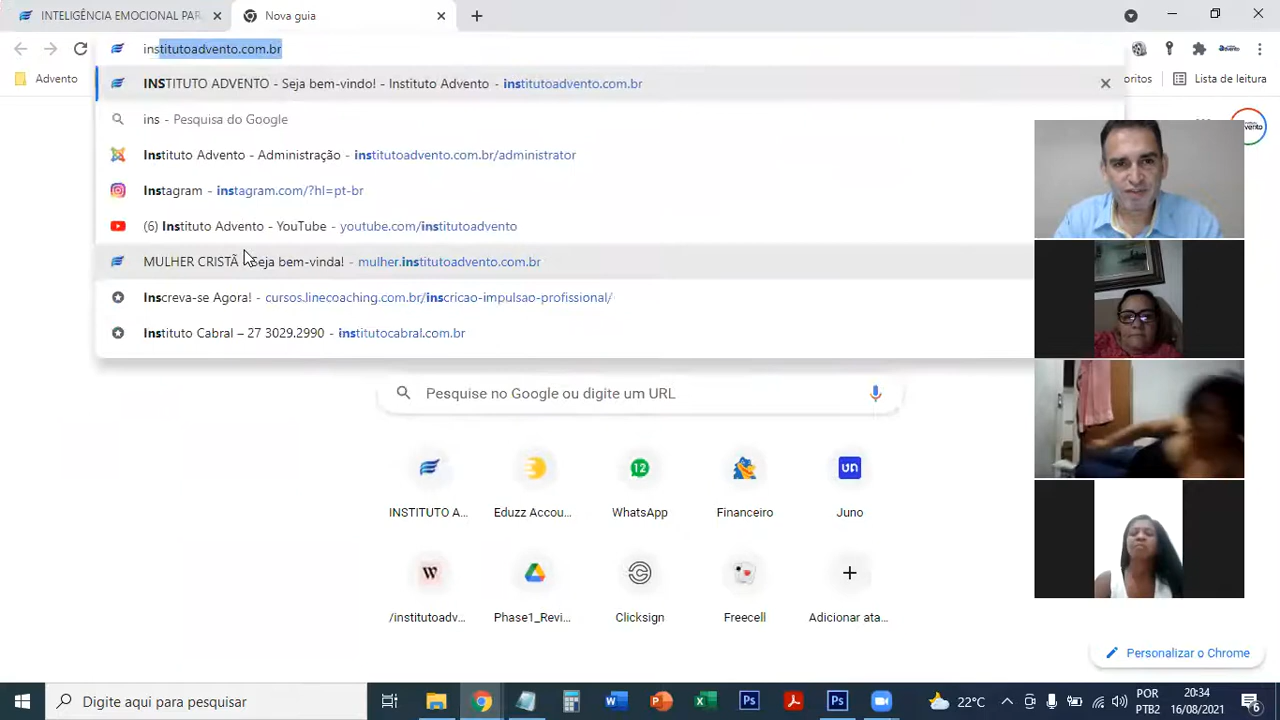 INTELIGÊNCIA EMOCIONAL PAR
Nova guia
institutoadvento.com.br
Advento
oritos
Lista de leitura
INSTITUTO ADVENTO - Seja bem-vindo! - Instituto Advento - institutoadvento.com.br
ins - Pesquisa do Google
Instituto Advento - Administração - institutoadvento.com.br/administrator
Instagram - instagram.com/?hl=pt-br
(6) Instituto Advento - YouTube - youtube.com/institutoadvento
MULHER CRISTÃ - Seja bem-vinda! - mulher.institutoadvento.com.br
Inscreva-se Agora! - cursos.linecoaching.com.br/inscricao-impulsao-profissional/
Instituto Cabral – 27 3029.2990 - institutocabral.com.br
Pesquise no Google ou digite um URL
12
un
INSTITUTO A...
Eduzz Accou...
WhatsApp
Financeiro
Juno
W
/institutoadv...
Phase1_Revi...
Clicksign
Freecell
Adicionar ata...
Personalizar o Chrome
Digite aqui para pesquisar
22°C
POR
PTB2
20:34
16/08/2021
6